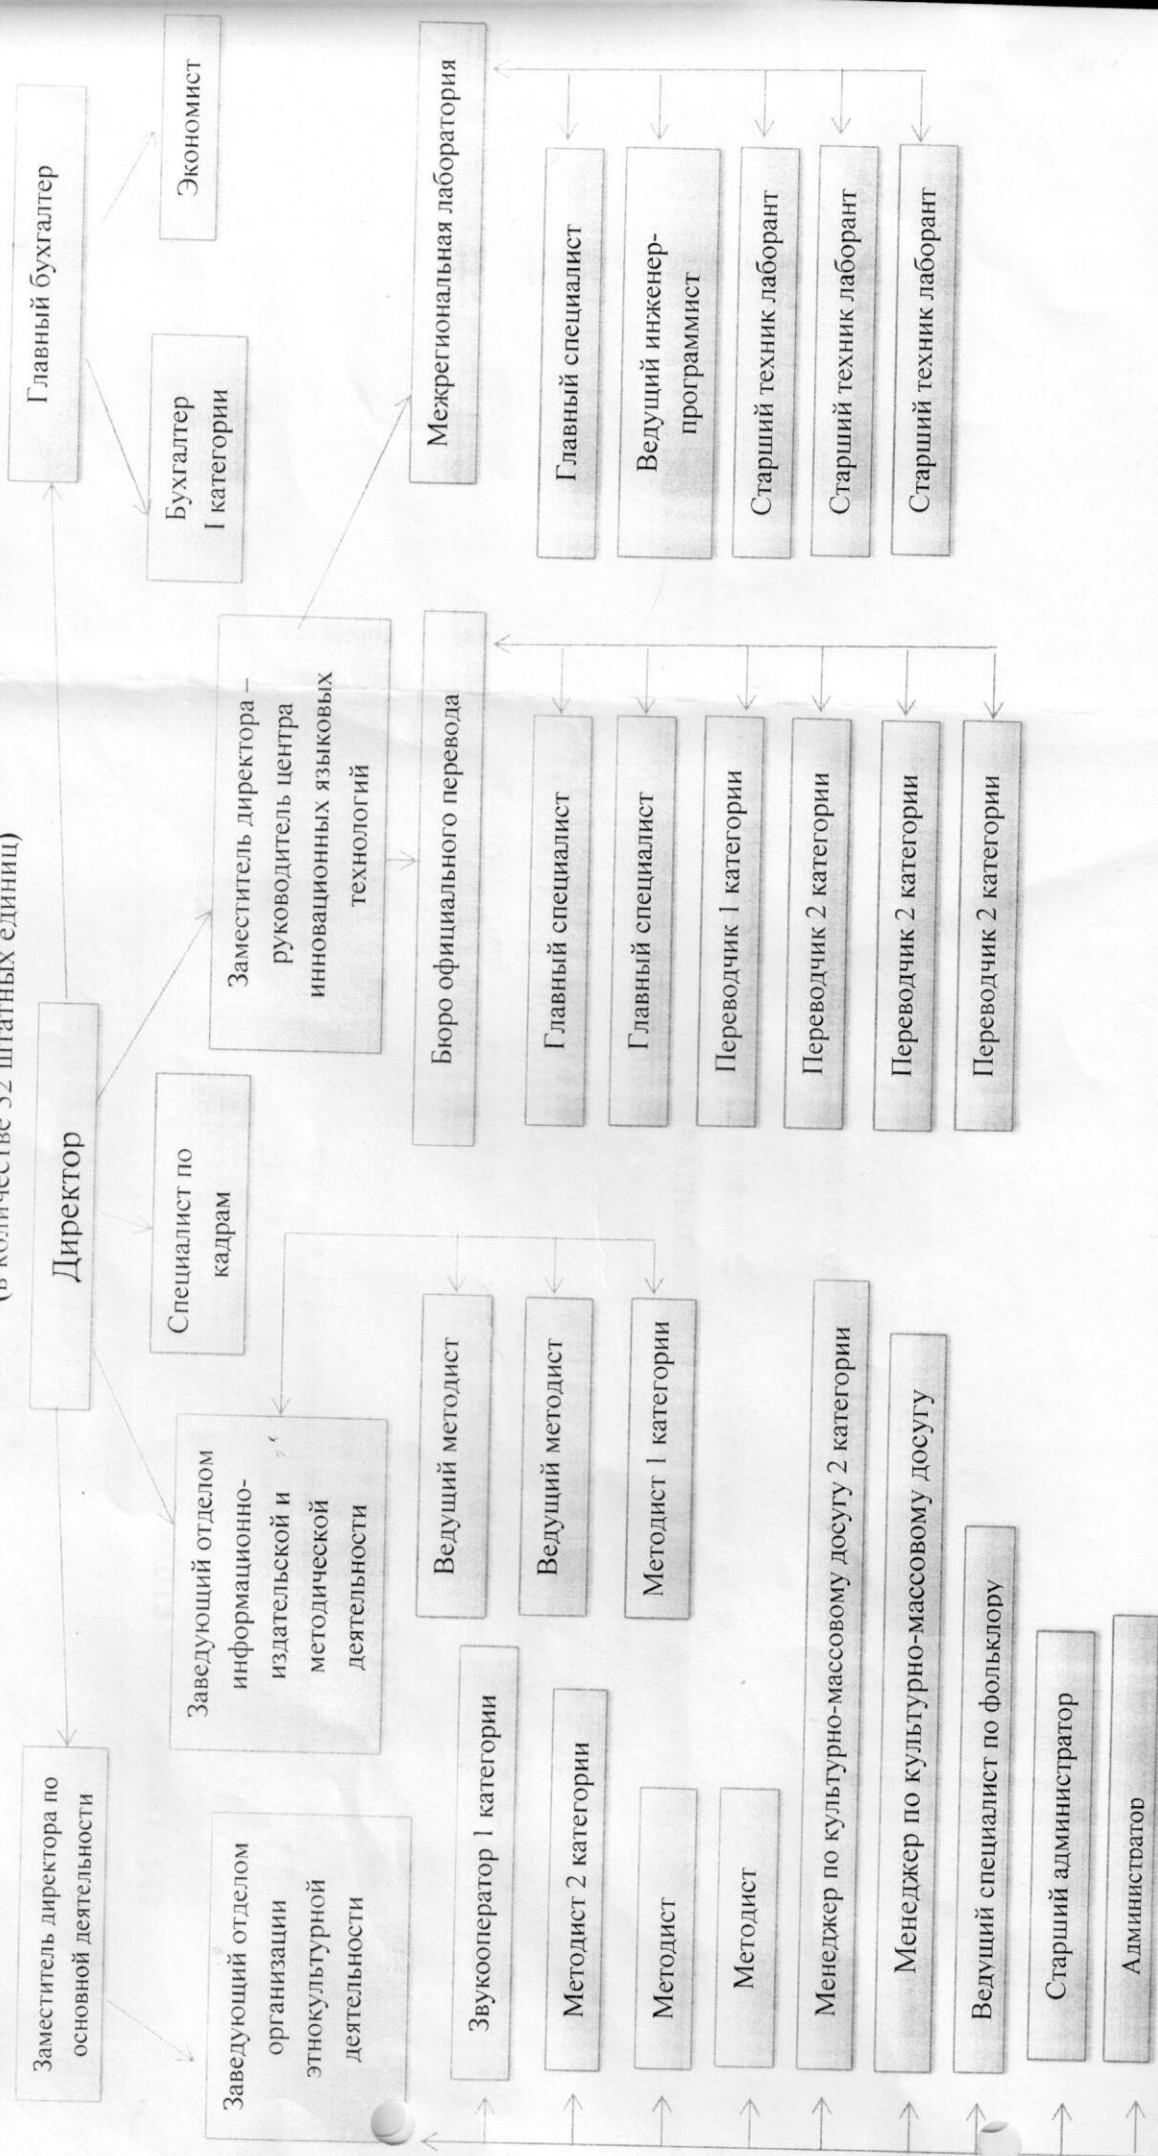 (в количестве 32 штатных единиц)
Директор
Заместитель директора по
основной деятельности
Главный бухгалтер
Заведующий отделом
организации
этнокультурной
деятельности
Заведующий отделом
информационно-
издательской и
методической
деятельности
Специалист по
кадрам
Заместитель директора –
руководитель центра
инновационных языковых
технологий
Бухгалтер
I категории
Экономист
Звукооператор 1 категории
Методист 2 категории
Методист
Методист
Менеджер по культурно-массовому досугу 2 категории
Менеджер по культурно-массовому досугу
Ведущий специалист по фольклору
Старший администратор
Администратор
Ведущий методист
Ведущий методист
Методист 1 категории
Бюро официального перевода
Главный специалист
Главный специалист
Переводчик 1 категории
Переводчик 2 категории
Переводчик 2 категории
Переводчик 2 категории
Межрегиональная лаборатория
Главный специалист
Ведущий инженер-
программист
Старший техник лаборант
Старший техник лаборант
Старший техник лаборант